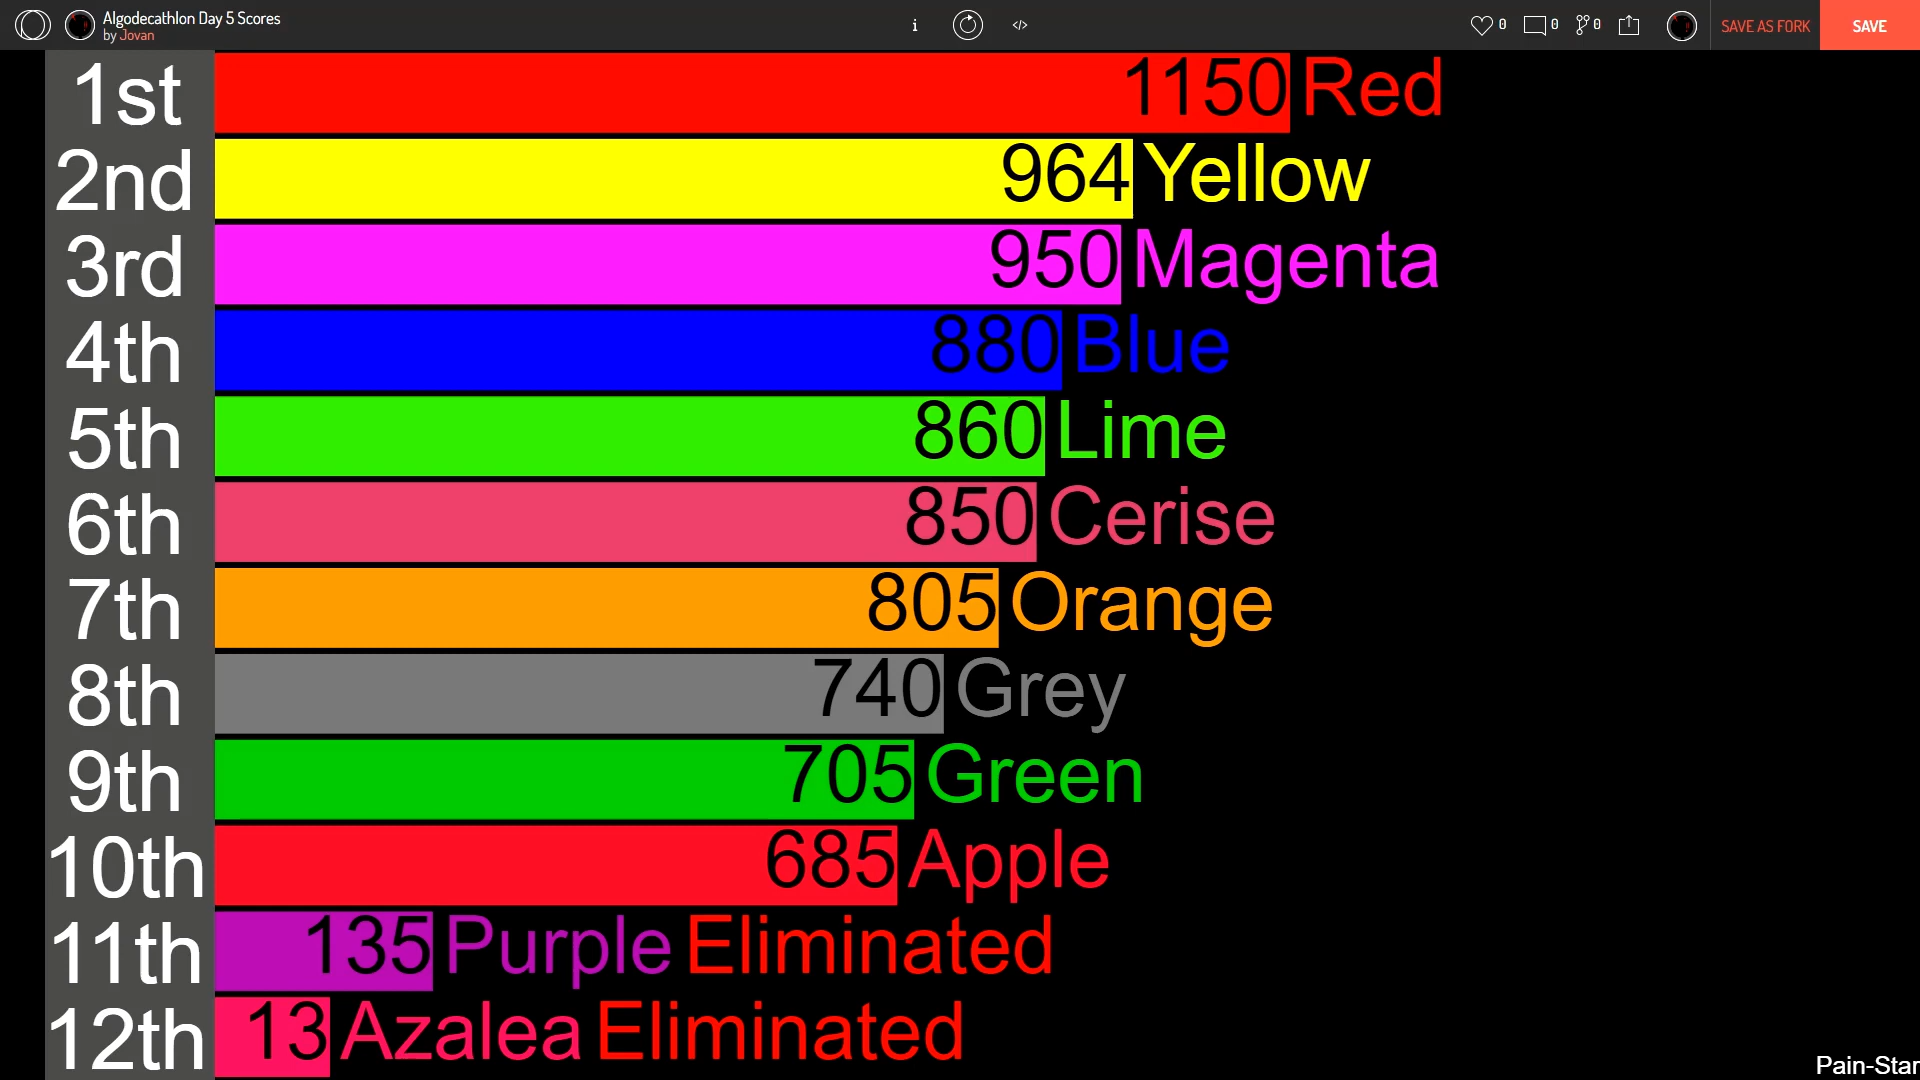 Algodecathlon Day 5 Scores
by Jovan
i
</>
0
0
0
SAVE AS FORK
SAVE
1st 1150 Red
2nd 964 Yellow
3rd 950 Magenta
4th 880 Blue
5th 860 Lime
6th 850 Cerise
7th 805 Orange
8th 740 Grey
9th 705 Green
10th 685 Apple
11th 135 Purple Eliminated
12th 13 Azalea Eliminated
Pain-Star